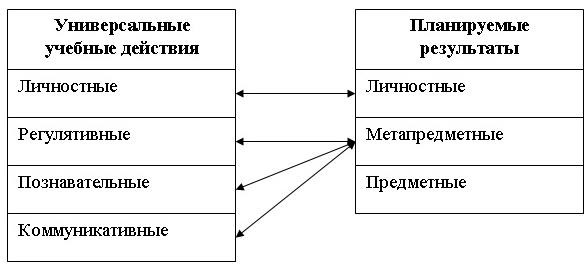 Универсальные
учебные действия
Личностные
Регулятивные
Познавательные
Коммуникативные
Планируемые
результаты
Личностные
Метапредметные
Предметные